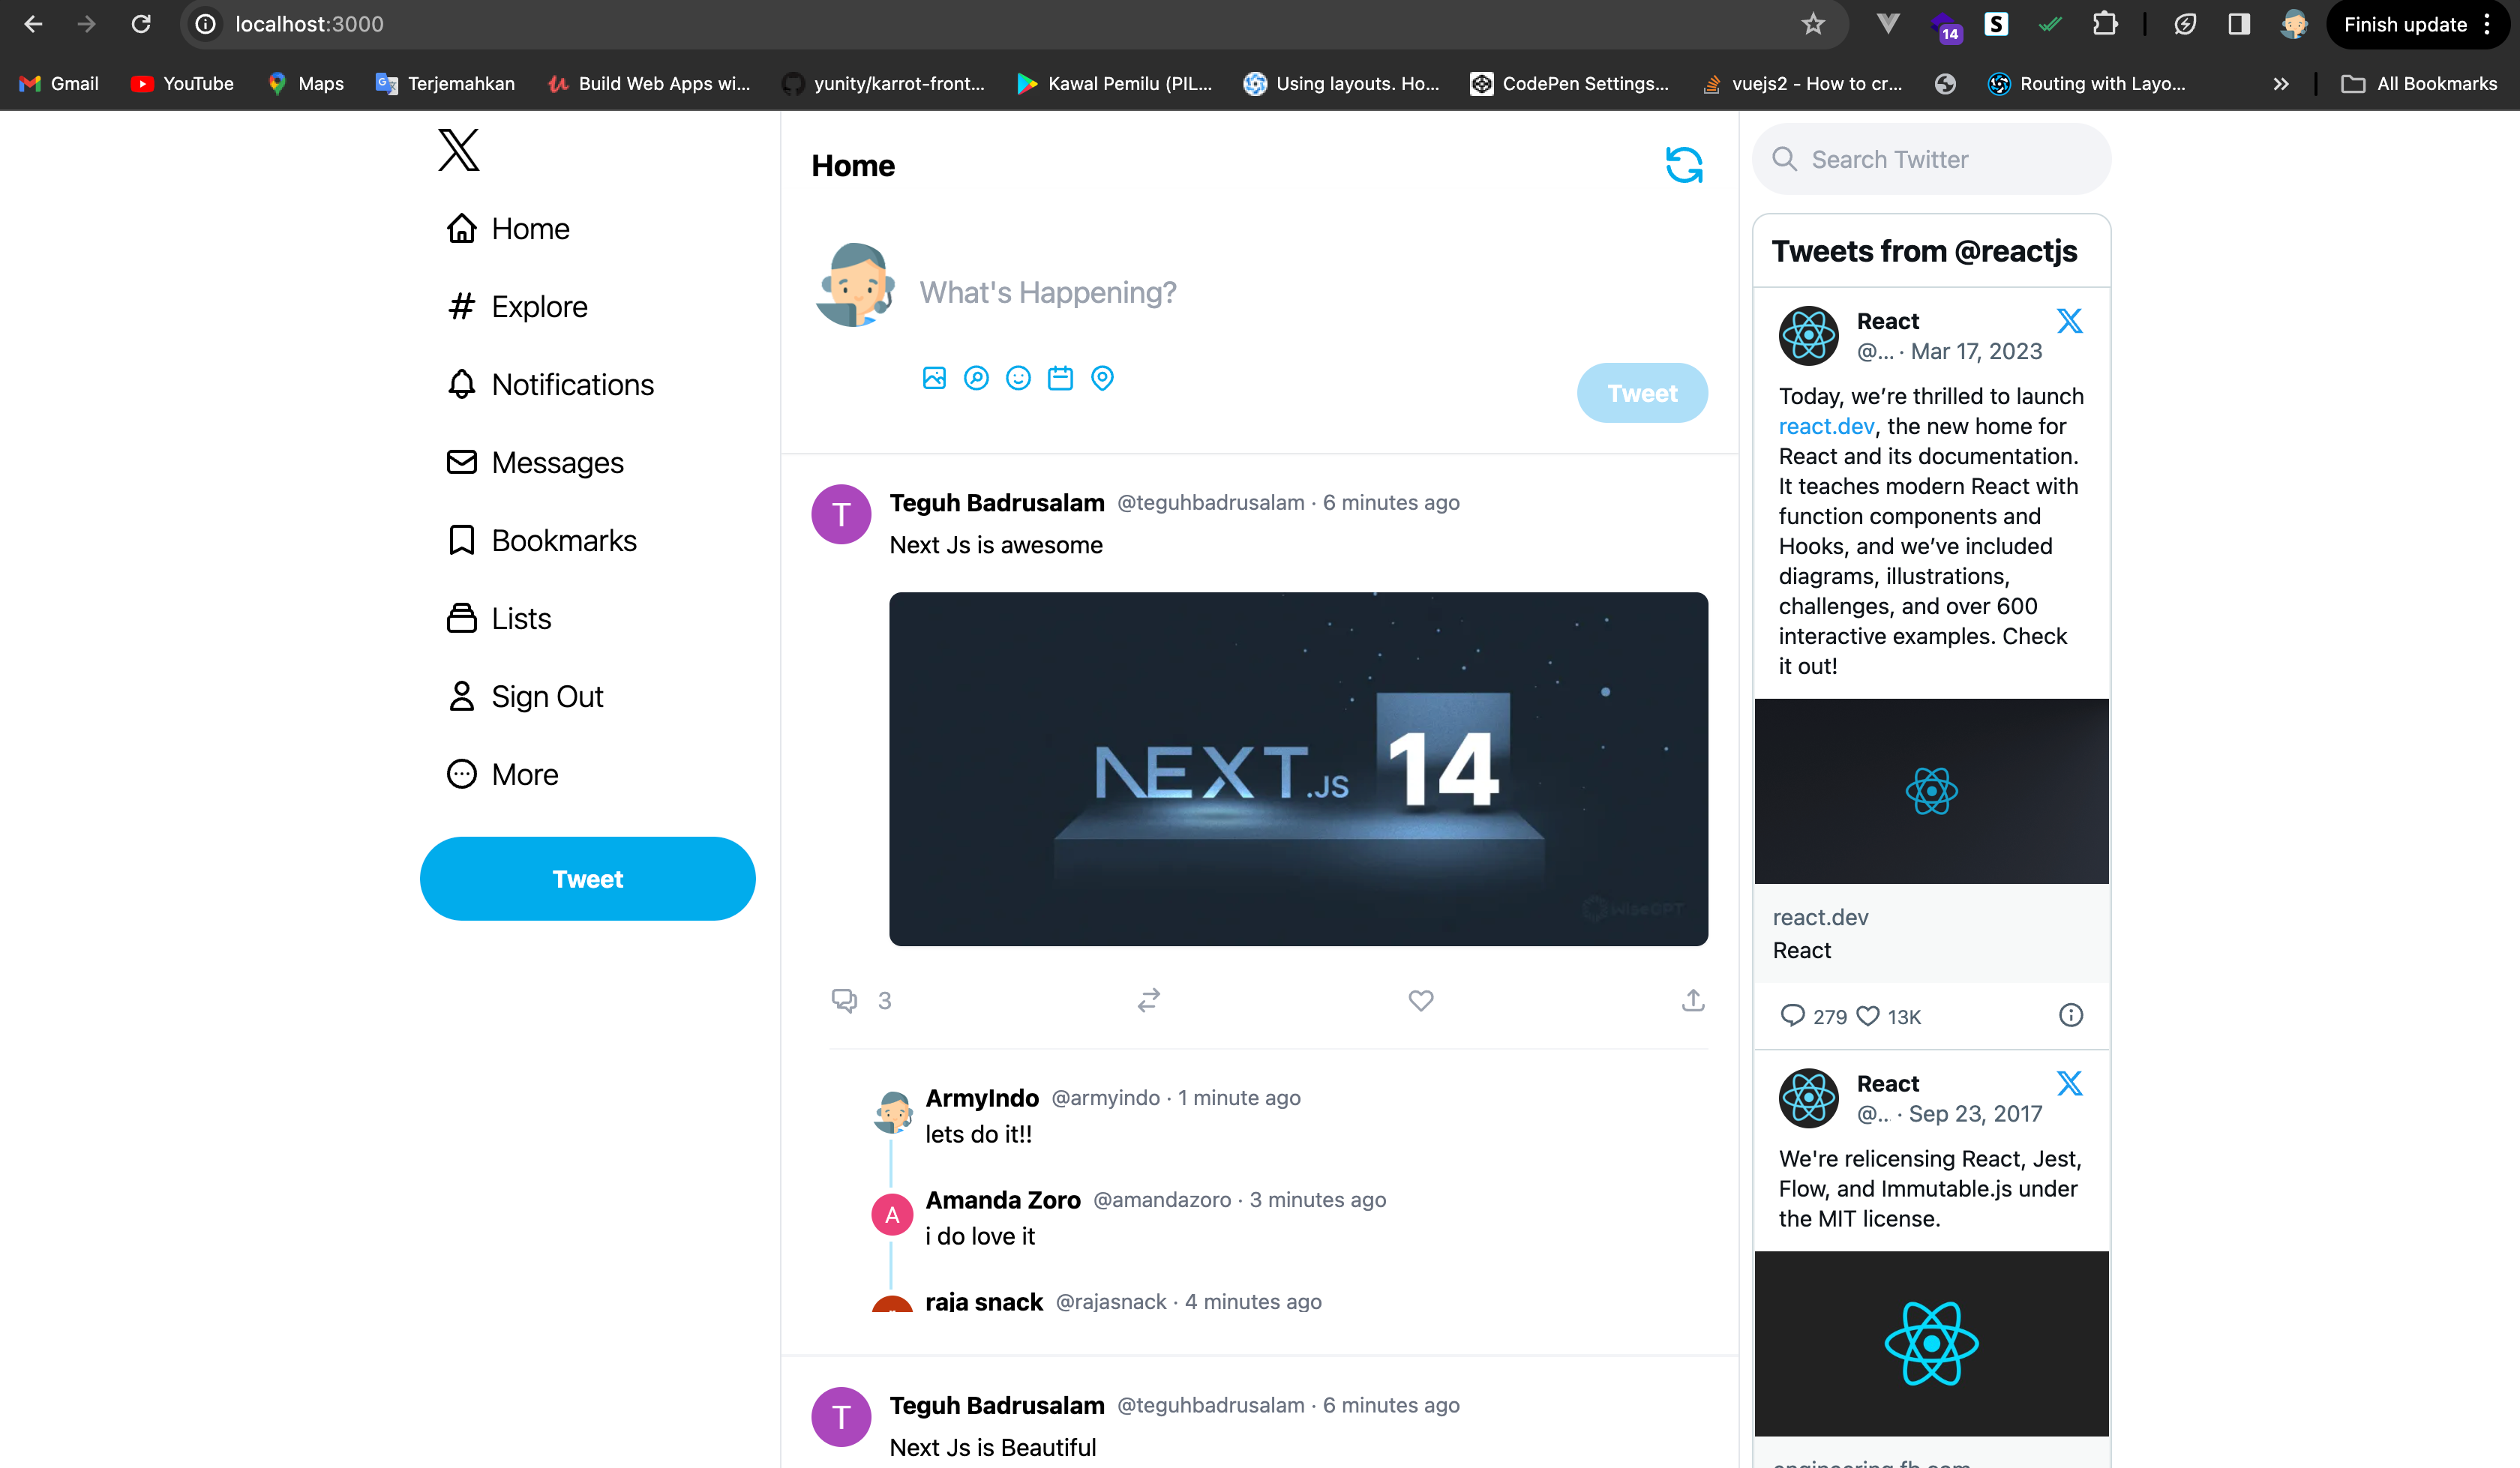 localhost:3000
14
S
Finish update
Gmail
YouTube
Maps
Terjemahkan
Build Web Apps wi...
yunity/karrot-front...
Kawal Pemilu (PIL...
Using layouts. Ho...
CodePen Settings...
vuejs2 - How to cr...
Routing with Layo...
All Bookmarks
Home
Explore
Notifications
Messages
Bookmarks
Lists
Sign Out
More
Tweet
Home
What's Happening?
Tweet
T
Teguh Badrusalam @teguhbadrusalam · 6 minutes ago
Next Js is awesome
NEXT.JS 14
WiseGPT
3
ArmyIndo @armyindo · 1 minute ago
lets do it!!
A
Amanda Zoro @amandazoro · 3 minutes ago
i do love it
raja snack @rajasnack · 4 minutes ago
T
Teguh Badrusalam @teguhbadrusalam · 6 minutes ago
Next Js is Beautiful
Search Twitter
Tweets from @reactjs
React
@... · Mar 17, 2023
Today, we’re thrilled to launch
react.dev, the new home for
React and its documentation.
It teaches modern React with
function components and
Hooks, and we’ve included
diagrams, illustrations,
challenges, and over 600
interactive examples. Check
it out!
react.dev
React
279 13K
React
@... · Sep 23, 2017
We're relicensing React, Jest,
Flow, and Immutable.js under
the MIT license.